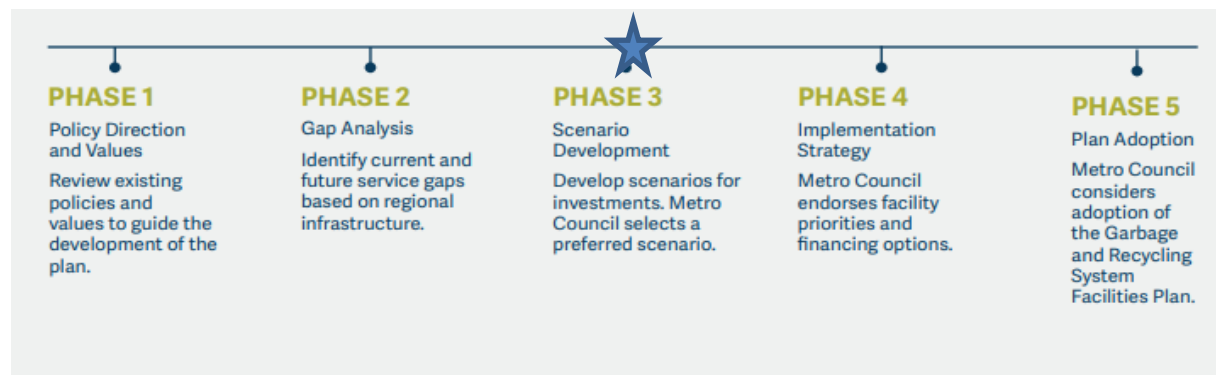 PHASE 1
Policy Direction
and Values
Review existing
policies and
values to guide the
development of the
plan.
PHASE 2
Gap Analysis
Identify current and
future service gaps
based on regional
infrastructure.
PHASE 3
Scenario
Development
Develop scenarios for
investments. Metro
Council selects a
preferred scenario.
PHASE 4
Implementation
Strategy
Metro Council
endorses facility
priorities and
financing options.
PHASE 5
Plan Adoption
Metro Council
considers
adoption of
the Garbage
and Recycling
System
Facilities Plan.